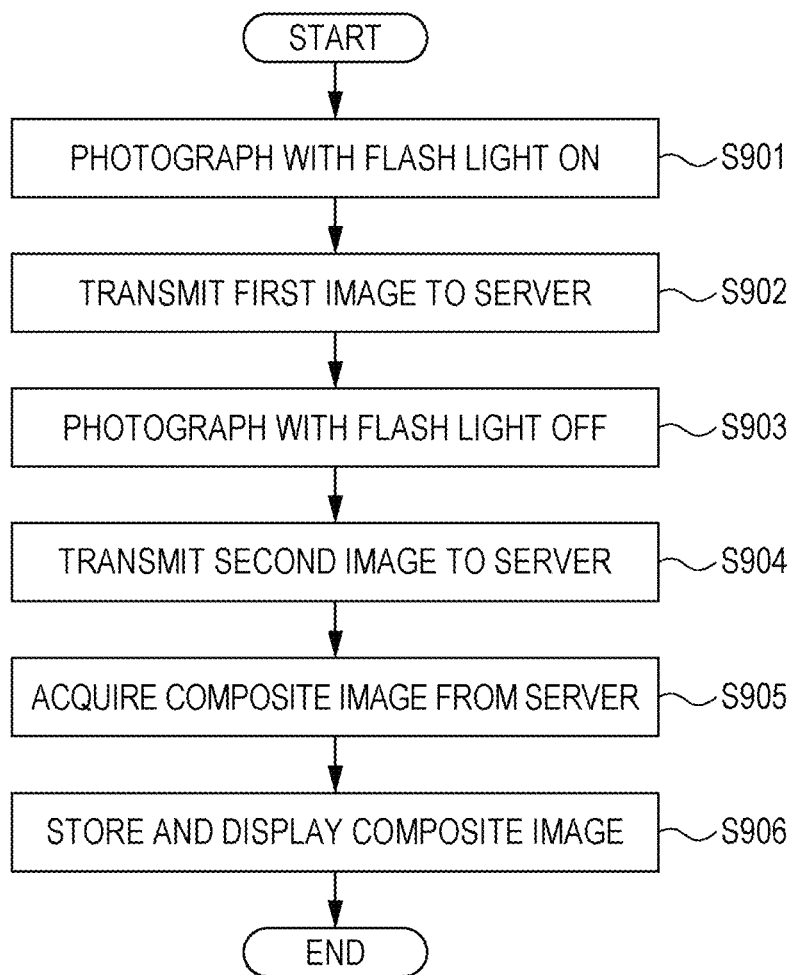 START
PHOTOGRAPH WITH FLASH LIGHT ON
S901
TRANSMIT FIRST IMAGE TO SERVER
S902
PHOTOGRAPH WITH FLASH LIGHT OFF
S903
TRANSMIT SECOND IMAGE TO SERVER
S904
ACQUIRE COMPOSITE IMAGE FROM SERVER
S905
STORE AND DISPLAY COMPOSITE IMAGE
S906
END